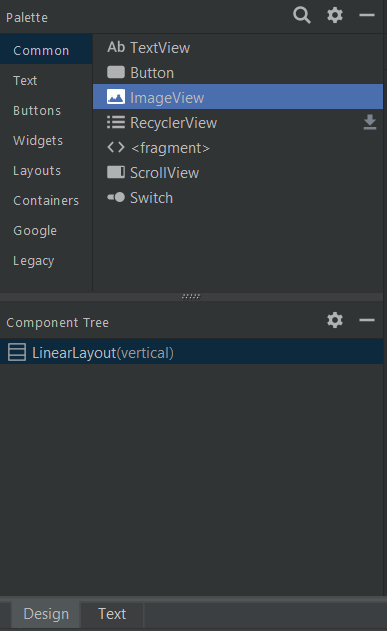 Palette
Common
Text
Buttons
Widgets
Layouts
Containers
Google
Legacy
Ab TextView
Button
ImageView
RecyclerView
<fragment>
ScrollView
Switch
Component Tree
LinearLayout(vertical)
Design Text